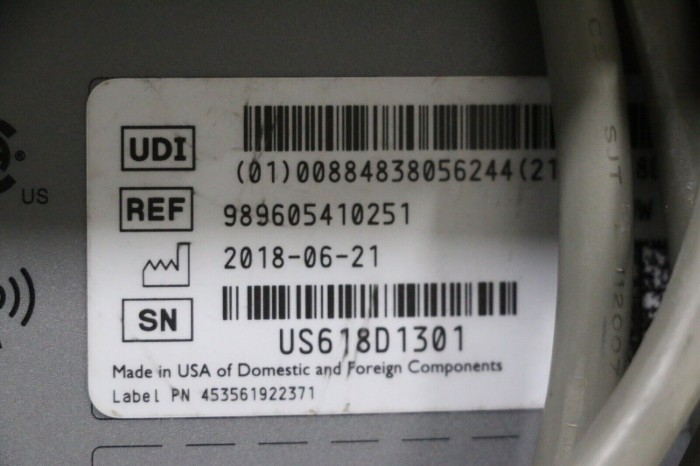 UDI
(01)00884838056244(21
REF
989605410251
2018-06-21
SN
US618D1301
Made in USA of Domestic and Foreign Components
Label PN 453561922371
® US
SJT